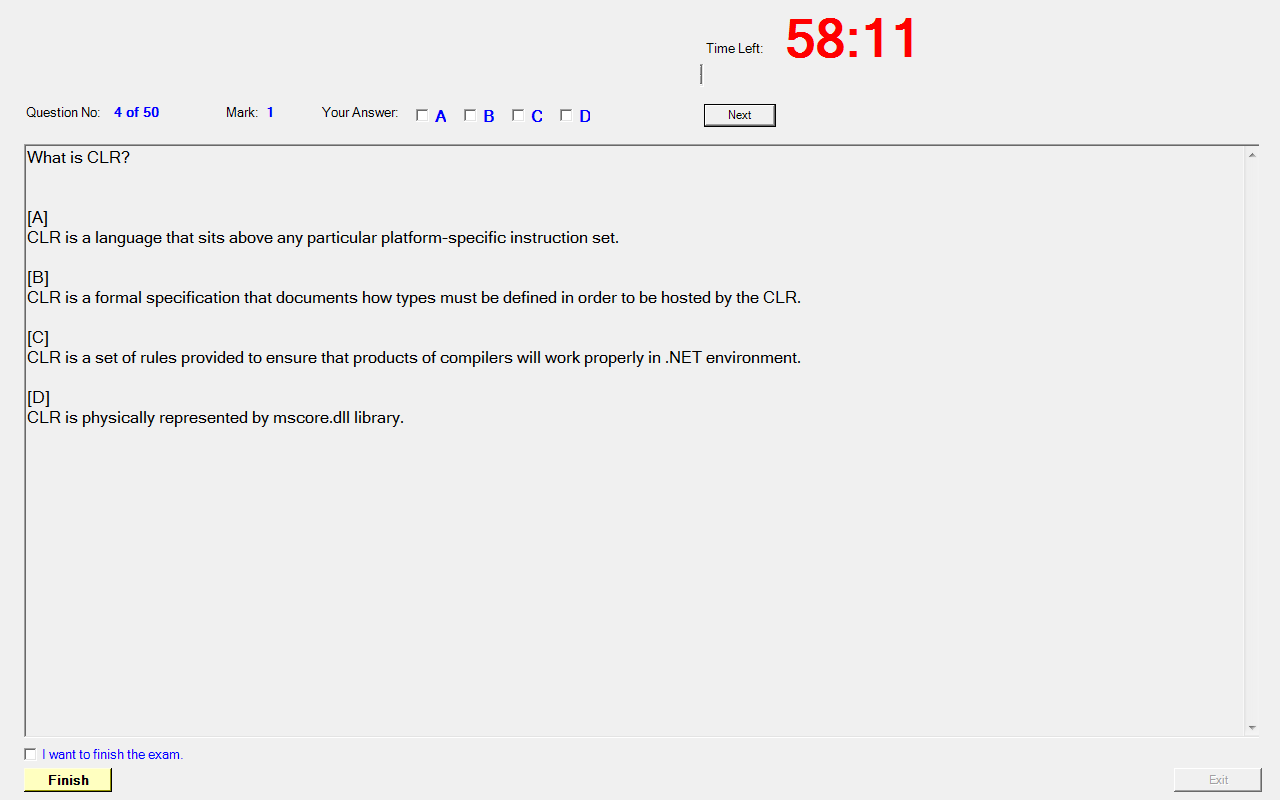 Time Left: 58:11
Question No: 4 of 50 Mark: 1 Your Answer: A B C D Next
What is CLR?
[A]
CLR is a language that sits above any particular platform-specific instruction set.
[B]
CLR is a formal specification that documents how types must be defined in order to be hosted by the CLR.
[C]
CLR is a set of rules provided to ensure that products of compilers will work properly in .NET environment.
[D]
CLR is physically represented by mscore.dll library.
I want to finish the exam.
Finish Exit